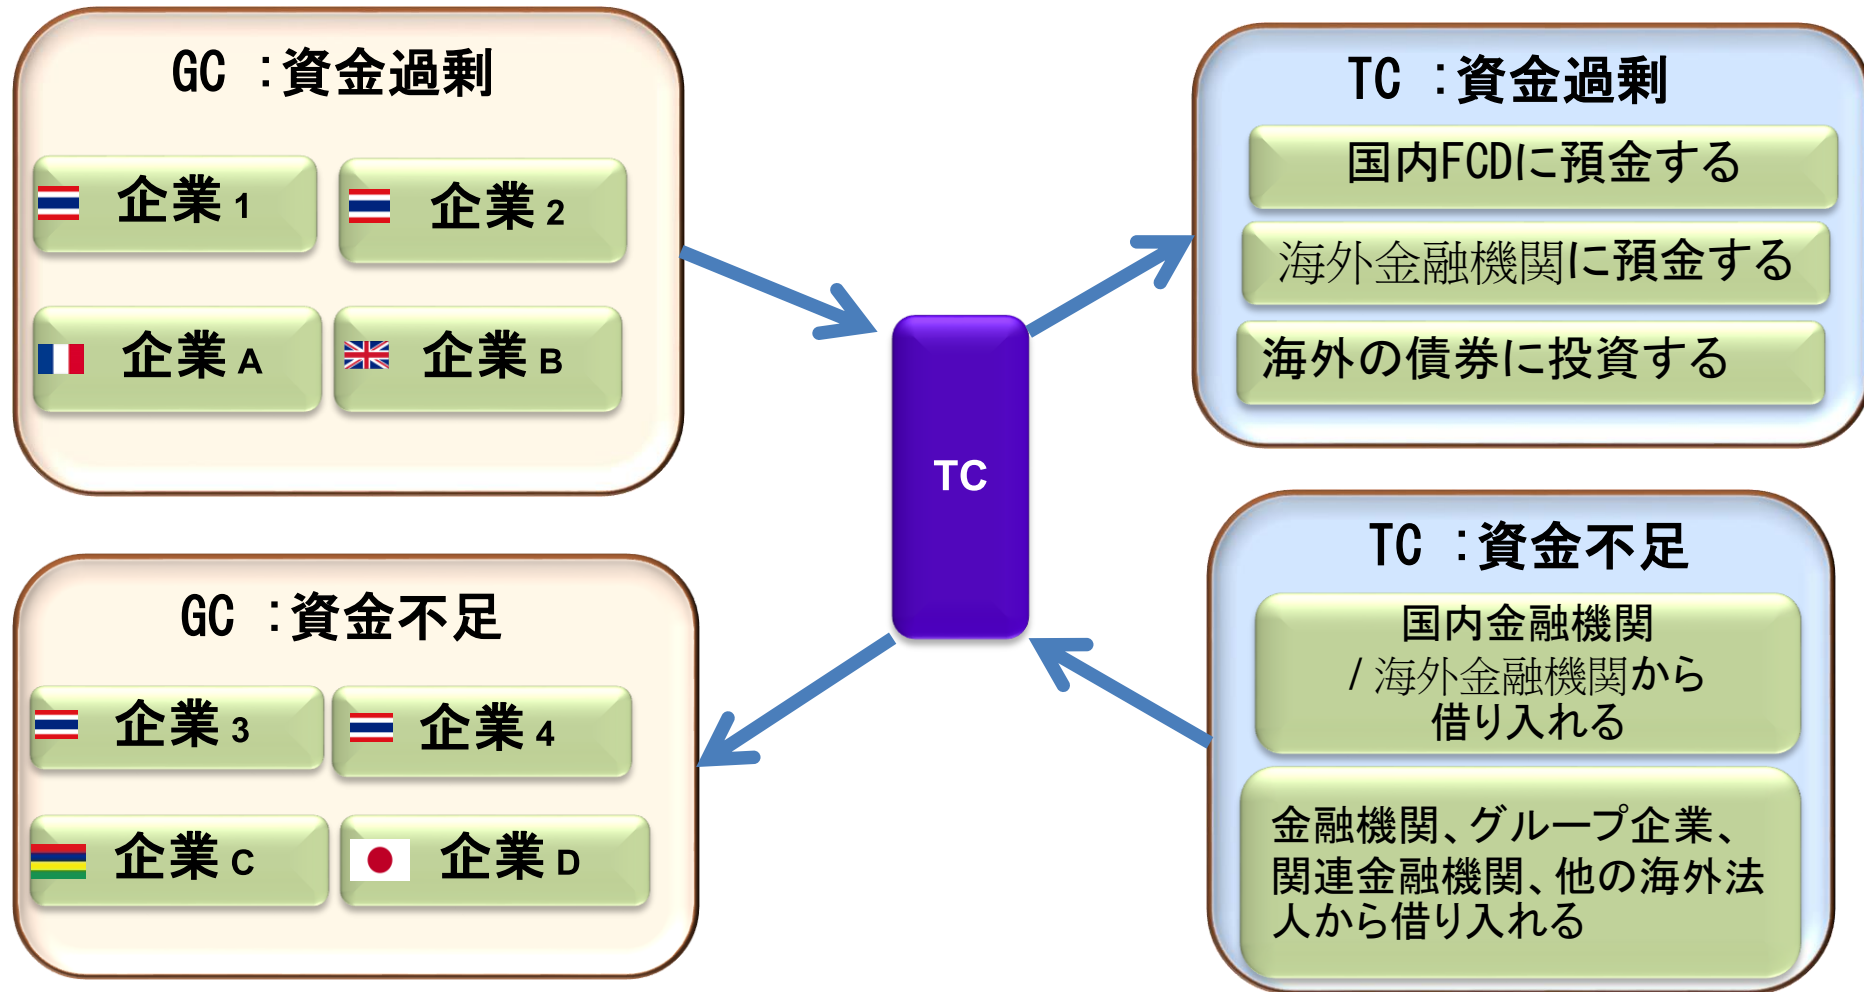 GC :資金過剰
企業 1
企業 2
企業 A
企業 B
GC :資金不足
企業 3
企業 4
企業 C
企業 D
TC
TC :資金過剰
国内FCDに預金する
海外金融機関に預金する
海外の債券に投資する
TC :資金不足
国内金融機関
/ 海外金融機関から
借り入れる
金融機関、グループ企業、
関連金融機関、他の海外法
人から借り入れる